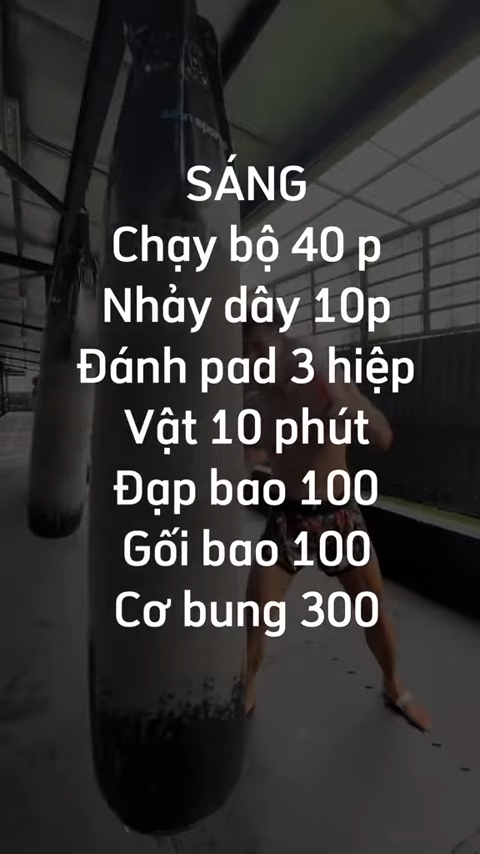 SÁNG
Chạy bộ 40 p
Nhảy dây 10p
Đánh pad 3 hiệp
Vật 10 phút
Đạp bao 100
Gối bao 100
Cơ bung 300